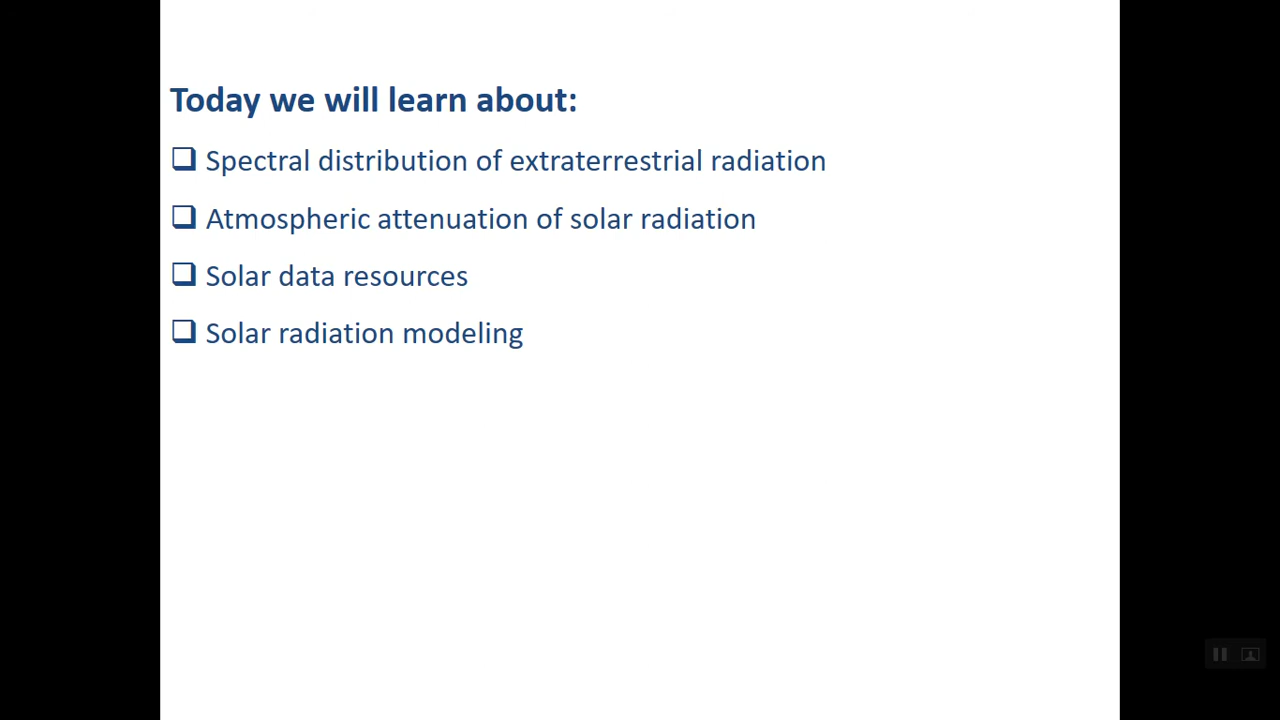 Today we will learn about:
Spectral distribution of extraterrestrial radiation
Atmospheric attenuation of solar radiation
Solar data resources
Solar radiation modeling